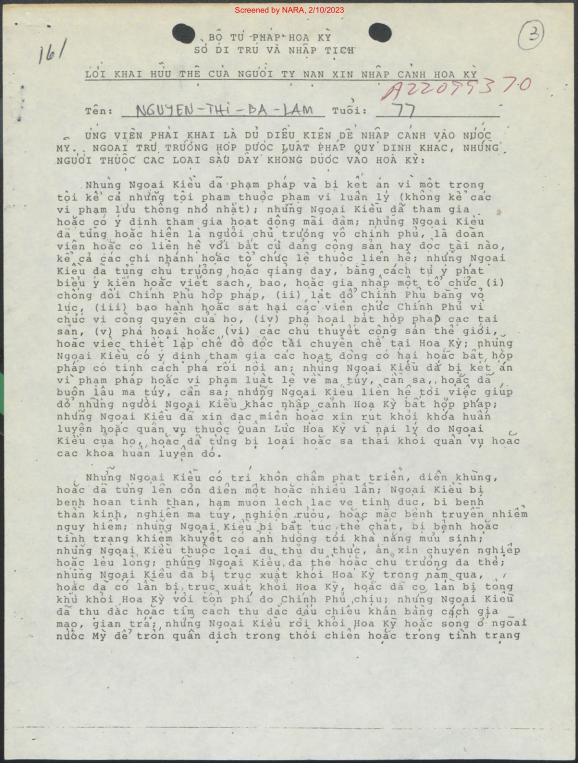 Screened by NARA, 2/10/2023
3
161
BỘ TƯ PHÁP HOA KỲ
SỞ DI TRÚ VÀ NHẬP TỊCH
LỜI KHAI HỮU THỆ CỦA NGƯỜI TỴ NẠN XIN NHẬP CẢNH HOA KỲ
A22099370
Tên: NGUYEN-THI-BA-LAM Tuổi: 77
ỨNG VIÊN PHẢI KHAI LÀ ĐỦ ĐIỀU KIỆN ĐỂ NHẬP CẢNH VÀO NƯỚC
MỸ. NGOẠI TRỪ TRƯỜNG HỢP ĐƯỢC LUẬT PHÁP QUY ĐỊNH KHÁC, NHỮNG
NGƯỜI THUỘC CÁC LOẠI SAU ĐÂY KHÔNG ĐƯỢC VÀO HOA KỲ:
Những Ngoại Kiều đã phạm pháp và bị kết án vì một trong
tội kể cả những tội phạm thuộc phạm vi luân lý (không kể các
vi phạm lưu thông nhỏ nhặt); những Ngoại Kiều đã tham gia
hoặc có ý định tham gia hoạt động mãi dâm; những Ngoại Kiều
đã từng hoặc hiện là người chủ trương vô chính phủ, là đoàn
viên hoặc có liên hệ với bất cứ đảng cộng sản hay độc tài nào,
kể cả các chi nhánh hoặc tổ chức lệ thuộc liên hệ; những Ngoại
Kiều đã từng chủ trương hoặc giảng dạy, bằng cách tự ý phát
biểu ý kiến hoặc viết sách, báo, hoặc gia nhập một tổ chức (i)
chống đối Chính Phủ hợp pháp, (ii) lật đổ Chính Phủ bằng võ
lực, (iii) bạo hành hoặc sát hại các viên chức Chính Phủ vì
chức vị công quyền của họ, (iv) phá hoại bất hợp pháp các tài
sản, (v) phá hoại hoặc (vi) các chủ thuyết cộng sản thế giới,
hoặc việc thiết lập chế độ độc tài chuyên chế tại Hoa Kỳ; những
Ngoại Kiều có ý định tham gia các hoạt động có hại hoặc bất hợp
pháp có tính cách phá rối nội an; những Ngoại Kiều đã bị kết án
vì phạm pháp hoặc vi phạm luật lệ về ma túy, cần sa, hoặc đã
buôn lậu ma túy, cần sa; những Ngoại Kiều liên hệ tới việc giúp
đỡ những người Ngoại Kiều khác nhập cảnh Hoa Kỳ bất hợp pháp;
những Ngoại Kiều đã xin đặc miễn hoặc xin rút khỏi khóa huấn
luyện hoặc quân vụ thuộc Quân Lực Hoa Kỳ vì nại lý do Ngoại
Kiều của họ, hoặc đã từng bị loại hoặc sa thải khỏi quân vụ hoặc
các khóa huấn luyện đó.
Những Ngoại Kiều có trí khôn chậm phát triển, điên khùng,
hoặc đã từng lên cơn điên một hoặc nhiều lần; Ngoại Kiều bị
bệnh hoạn tinh thần, ham muốn lệch lạc về tình dục, bị bệnh
thần kinh, nghiện ma túy, nghiện rượu, hoặc mắc bệnh truyền nhiễm
nguy hiểm; những Ngoại Kiều bị bất túc thể chất, bị bệnh hoặc
tình trạng khiếm khuyết có ảnh hưởng tới khả năng mưu sinh;
những Ngoại Kiều thuộc loại du thủ du thực, ăn xin chuyên nghiệp
hoặc lêu lổng; những Ngoại Kiều đa thê hoặc chủ trương đa thê;
những Ngoại Kiều đã bị trục xuất khỏi Hoa Kỳ trong năm qua,
hoặc đã có lần bị trục xuất khỏi Hoa Kỳ, hoặc đã có lần bị tống
khứ khỏi Hoa Kỳ với tổn phí do Chính Phủ chịu; những Ngoại Kiều
đã thủ đắc hoặc tìm cách thủ đắc dấu chiếu khán bằng cách giả
mạo, gian trá; những Ngoại Kiều rời khỏi Hoa Kỳ hoặc sống ở ngoài
nước Mỹ để trốn quân dịch trong thời chiến hoặc trong tình trạng